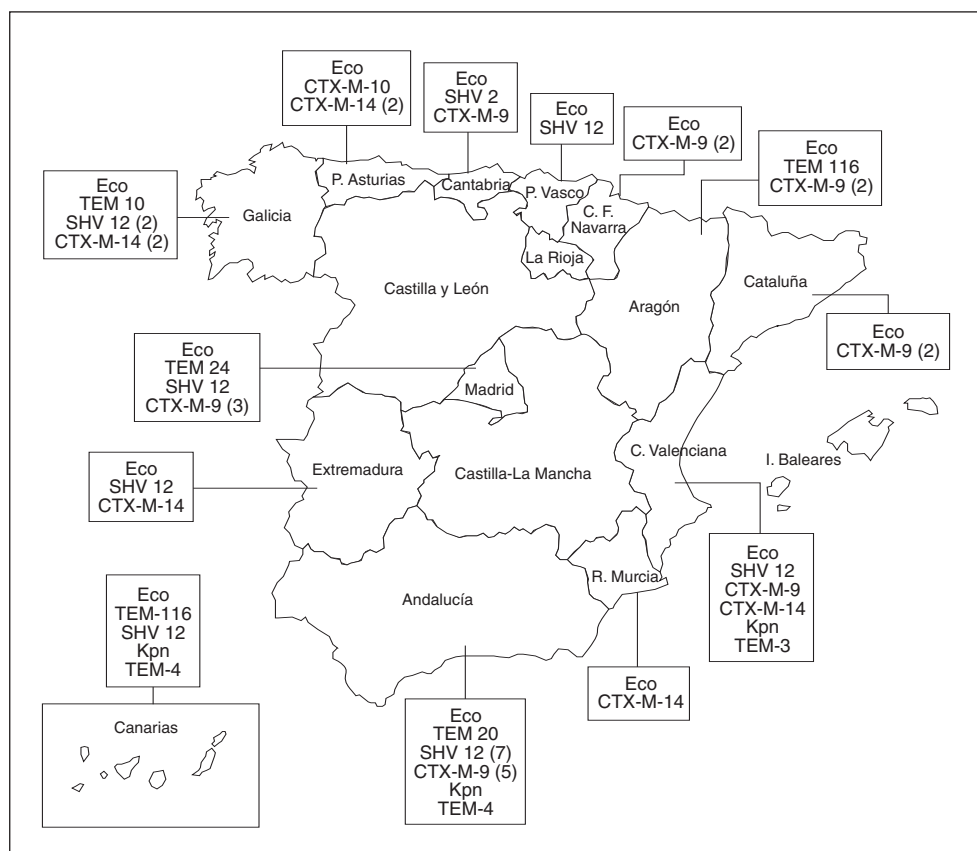 Eco
CTX-M-10
CTX-M-14 (2)
Eco
SHV 2
CTX-M-9
Eco
SHV 12
Eco
CTX-M-9 (2)
Eco
TEM 116
CTX-M-9 (2)
Eco
TEM 10
SHV 12 (2)
CTX-M-14 (2)
P. Asturias
Cantabria
P. Vasco
C. F.
Navarra
Galicia
La Rioja
Castilla y León
Aragón
Cataluña
Eco
CTX-M-9 (2)
Eco
TEM 24
SHV 12
CTX-M-9 (3)
Madrid
Eco
SHV 12
CTX-M-14
Extremadura
Castilla-La Mancha
C. Valenciana
I. Baleares
Eco
SHV 12
CTX-M-9
CTX-M-14
Kpn
TEM-3
Eco
TEM-116
SHV 12
Kpn
TEM-4
Andalucía
R. Murcia
Eco
CTX-M-14
Canarias
Eco
TEM 20
SHV 12 (7)
CTX-M-9 (5)
Kpn
TEM-4